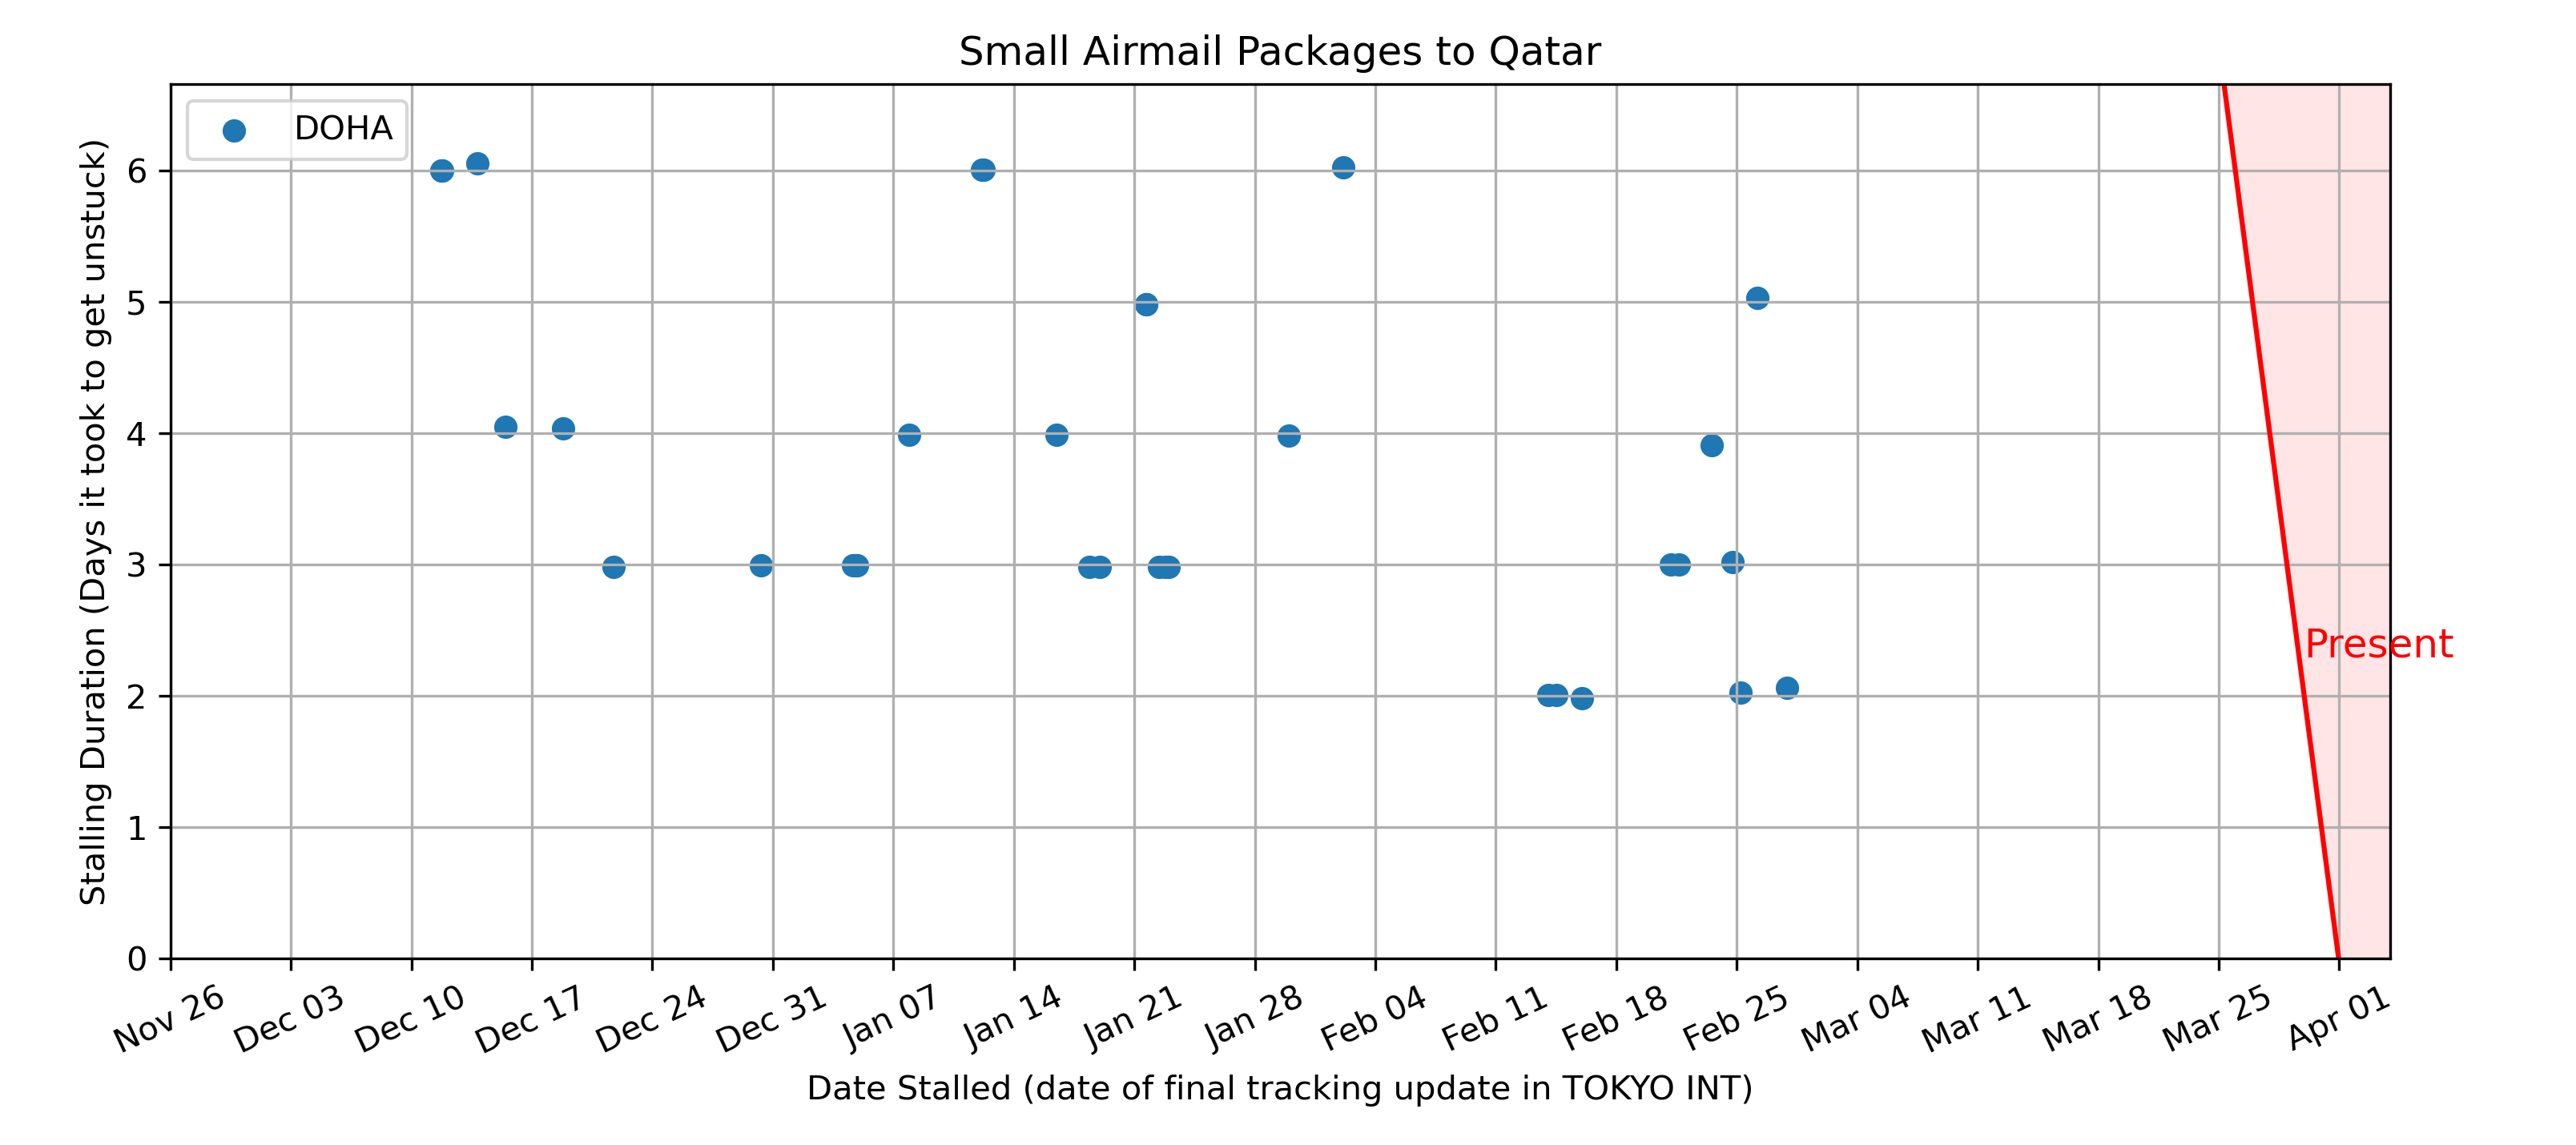 Small Airmail Packages to Qatar
DOHA
Stalling Duration (Days it took to get unstuck)
6
5
4
3
2
1
0
Present
Nov 26 Dec 03 Dec 10 Dec 17 Dec 24 Dec 31 Jan 07 Jan 14 Jan 21 Jan 28 Feb 04 Feb 11 Feb 18 Feb 25 Mar 04 Mar 11 Mar 18 Mar 25 Apr 01
Date Stalled (date of final tracking update in TOKYO INT)